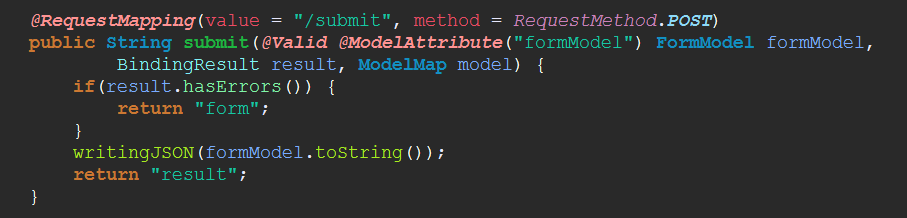 @RequestMapping(value = "/submit", method = RequestMethod.POST)
public String submit(@Valid @ModelAttribute("formModel") FormModel formModel,
        BindingResult result, ModelMap model) {
    if(result.hasErrors()) {
        return "form";
    }
    writingJSON(formModel.toString());
    return "result";
}